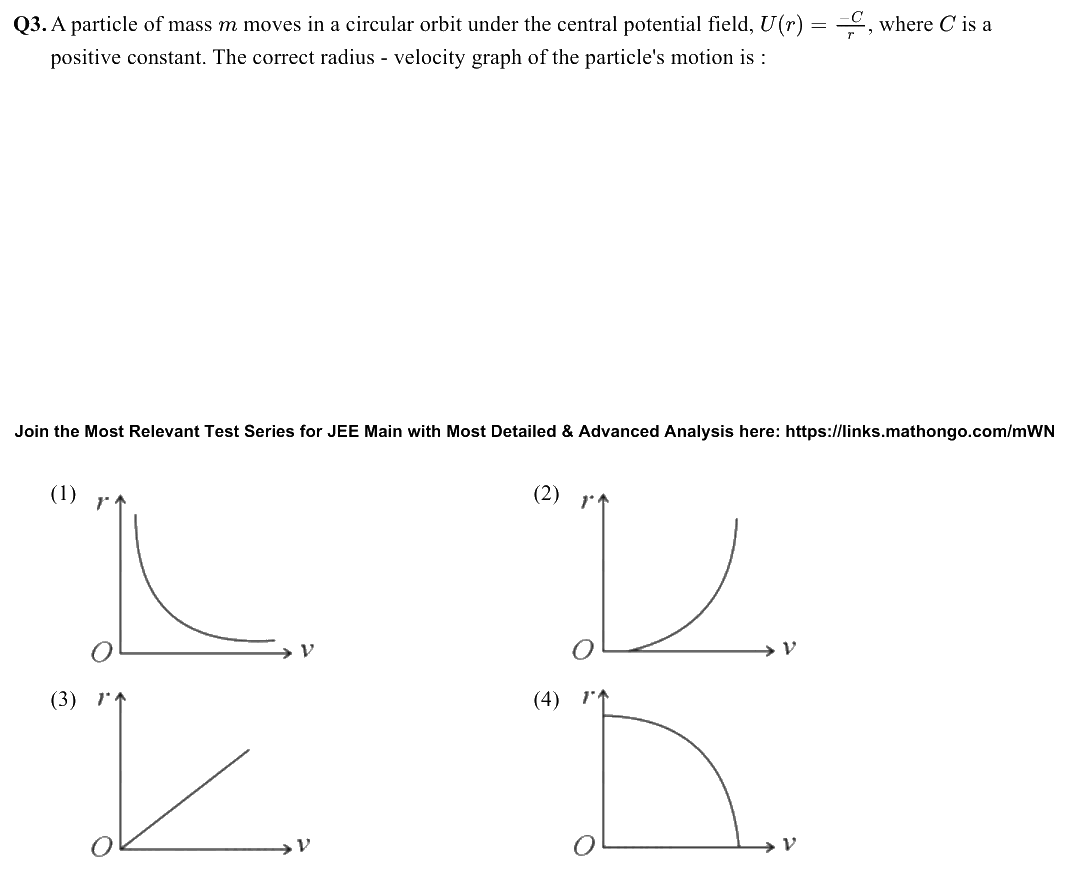 Q3. A particle of mass m moves in a circular orbit under the central potential field, U(r) = −C/r, where C is a
positive constant. The correct radius - velocity graph of the particle's motion is :
Join the Most Relevant Test Series for JEE Main with Most Detailed & Advanced Analysis here: https://links.mathongo.com/mWN
(1) r O v
(2) r O v
(3) r O v
(4) r O v